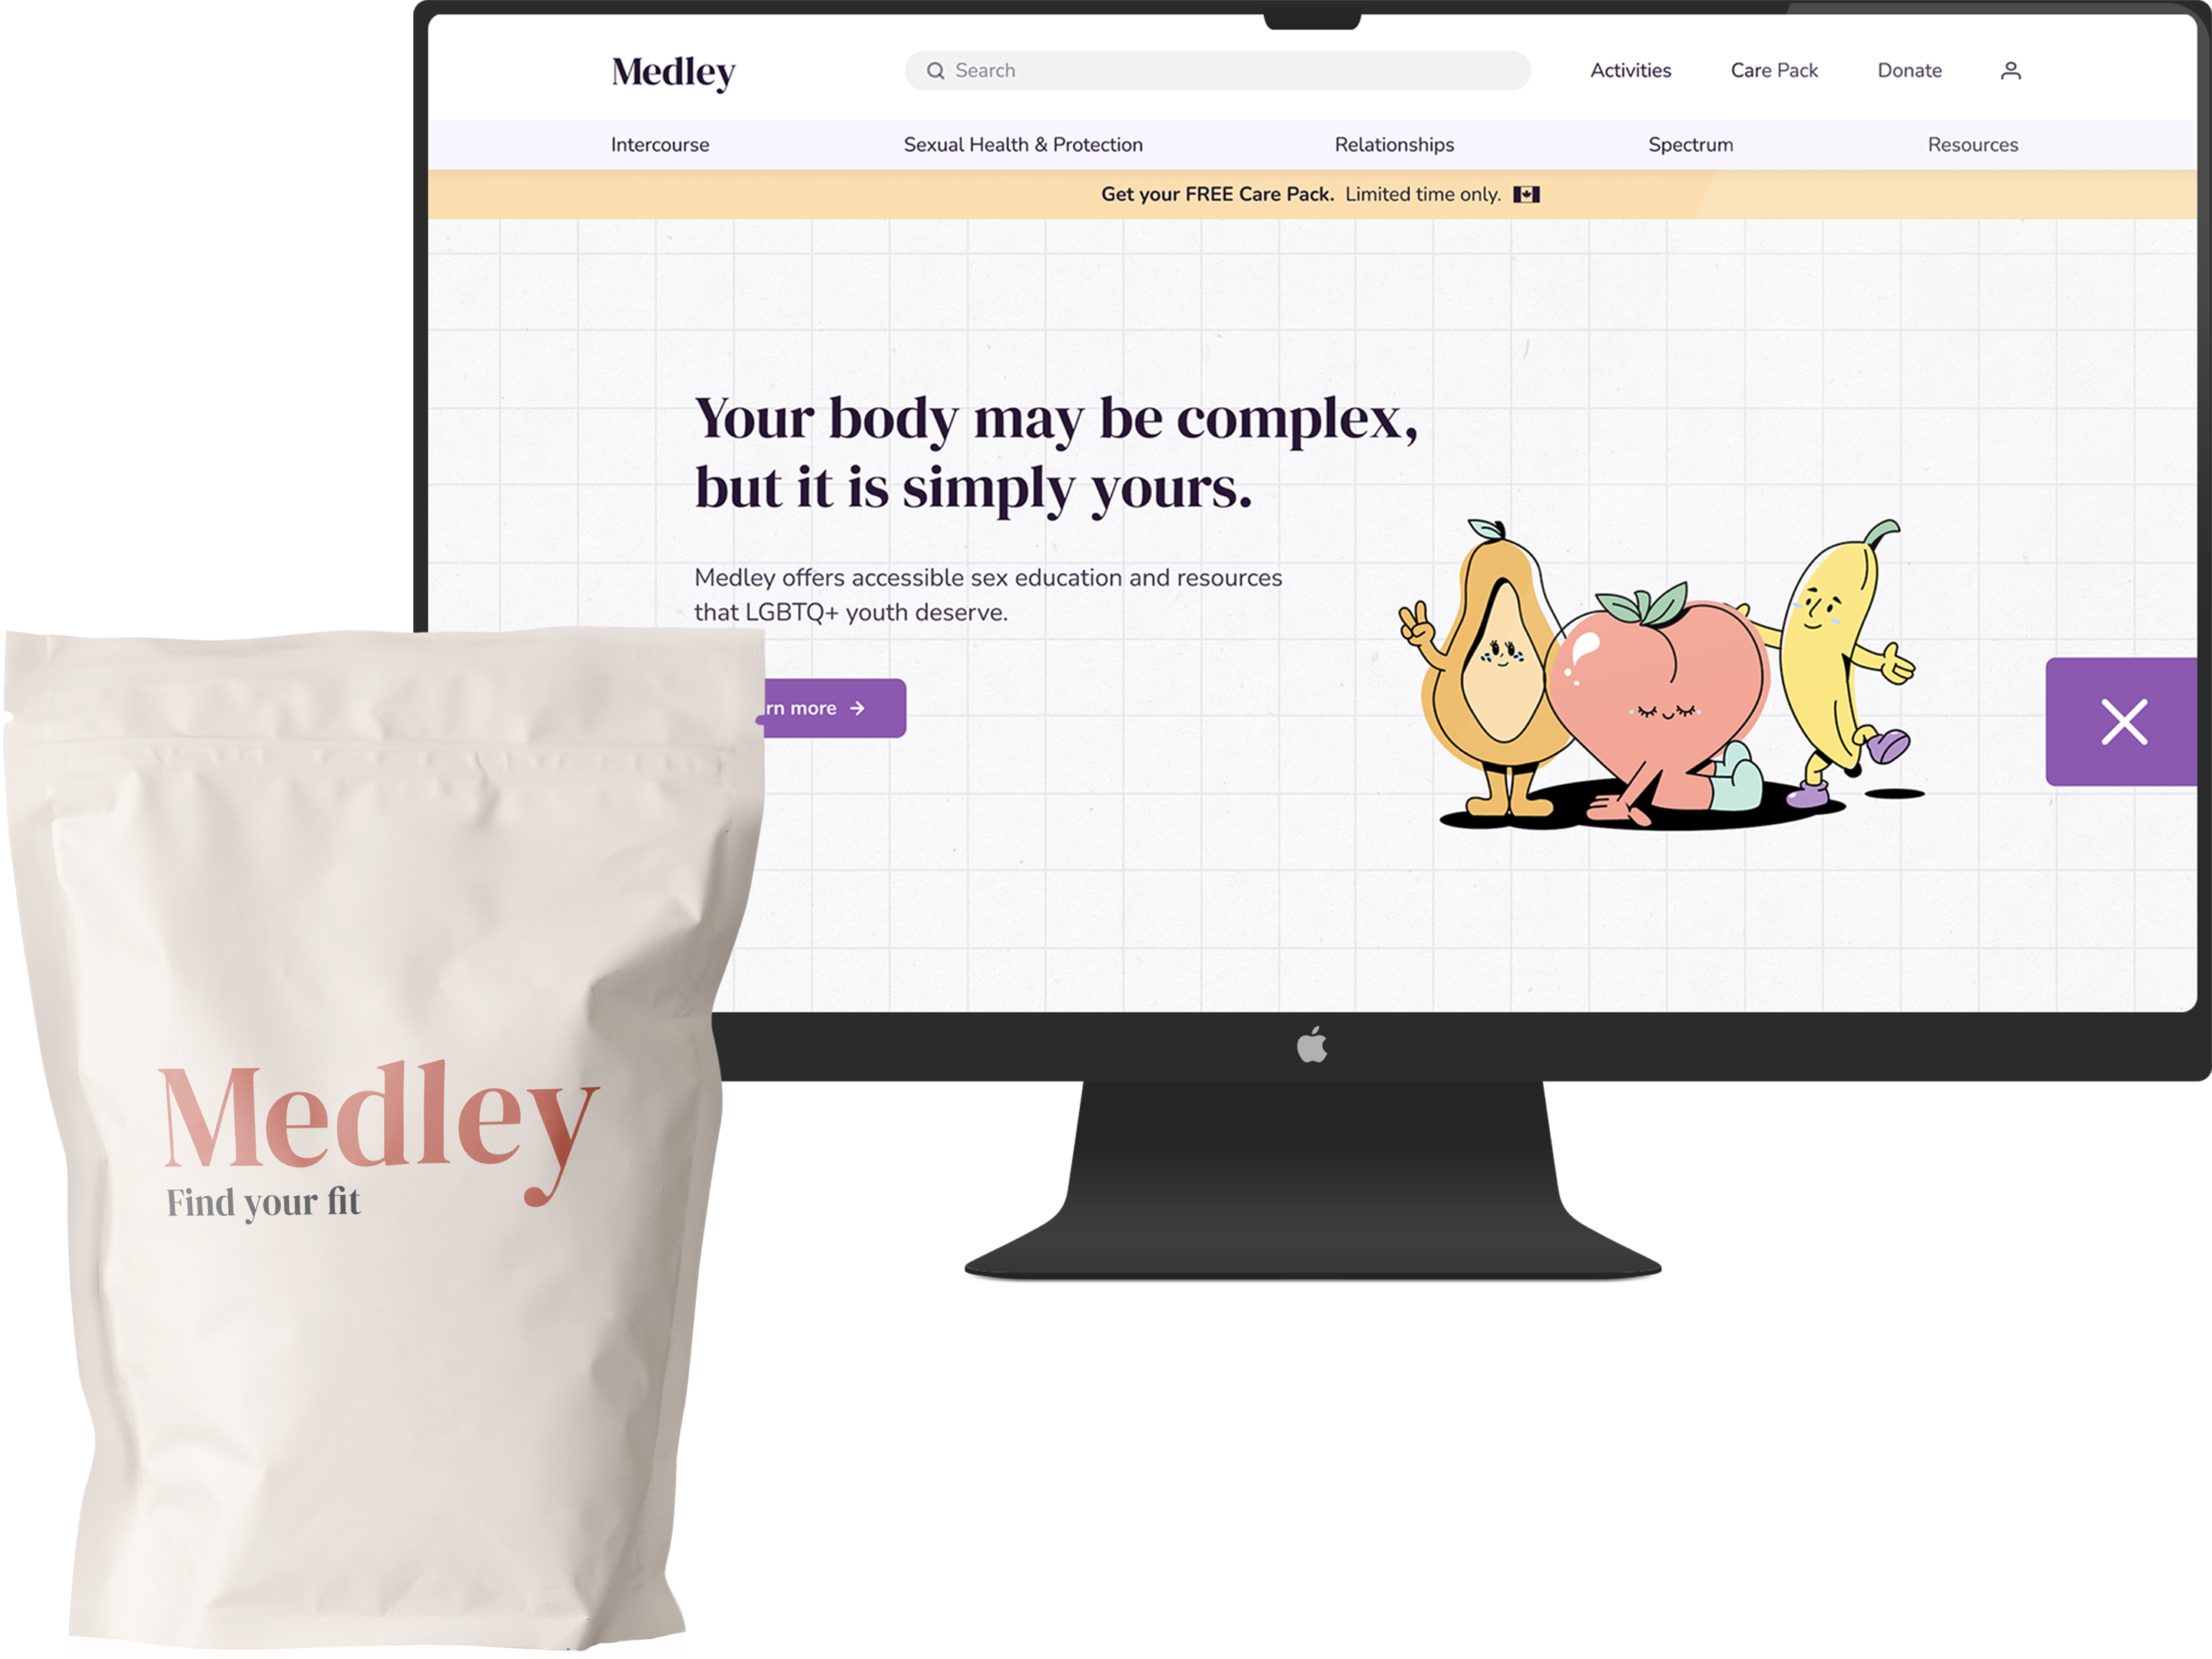 Medley
Search
Activities
Care Pack
Donate
Intercourse
Sexual Health & Protection
Relationships
Spectrum
Resources
Get your FREE Care Pack. Limited time only.
Your body may be complex,
but it is simply yours.
Medley offers accessible sex education and resources
that LGBTQ+ youth deserve.
rn more
Medley
Find your fit